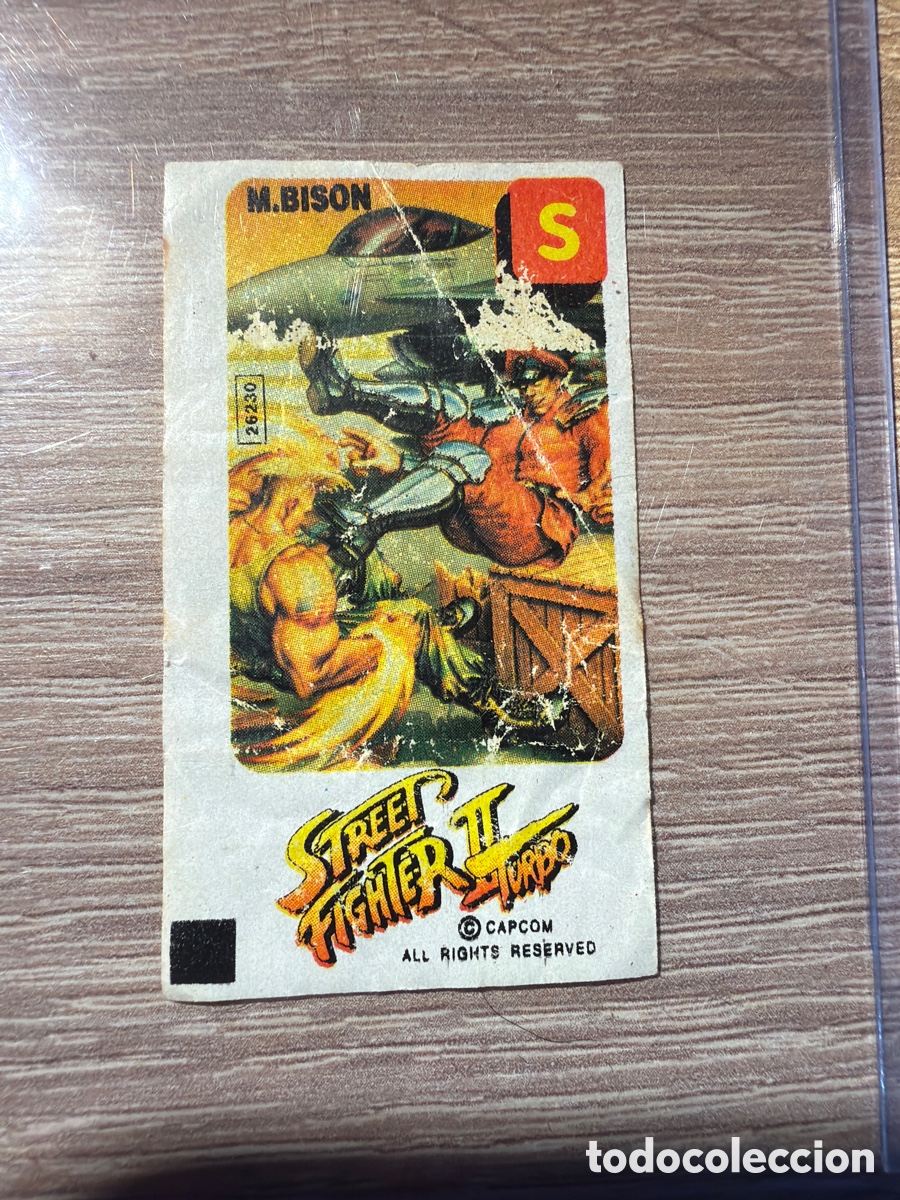 M.BISON
S
26230
STREET
FIGHTER II
TURBO
© CAPCOM
ALL RIGHTS RESERVED
todocoleccion